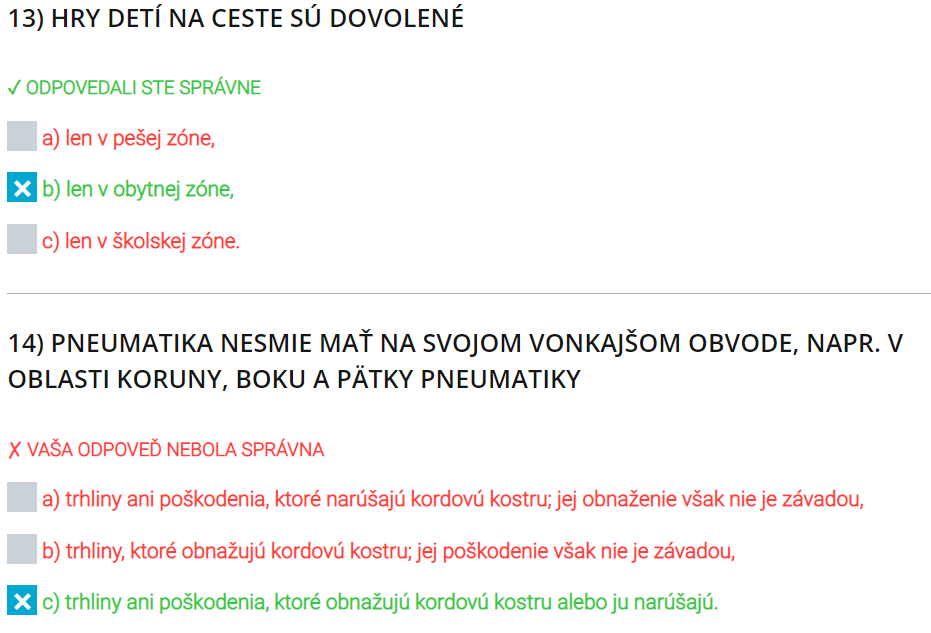 13) HRY DETÍ NA CESTE SÚ DOVOLENÉ
✓ ODPOVEDALI STE SPRÁVNE
a) len v pešej zóne,
b) len v obytnej zóne,
c) len v školskej zóne.
14) PNEUMATIKA NESMIE MAŤ NA SVOJOM VONKAJŠOM OBVODE, NAPR. V
OBLASTI KORUNY, BOKU A PÄTKY PNEUMATIKY
✗ VAŠA ODPOVEĎ NEBOLA SPRÁVNA
a) trhliny ani poškodenia, ktoré narúšajú kordovú kostru; jej obnaženie však nie je závadou,
b) trhliny, ktoré obnažujú kordovú kostru; jej poškodenie však nie je závadou,
c) trhliny ani poškodenia, ktoré obnažujú kordovú kostru alebo ju narúšajú.